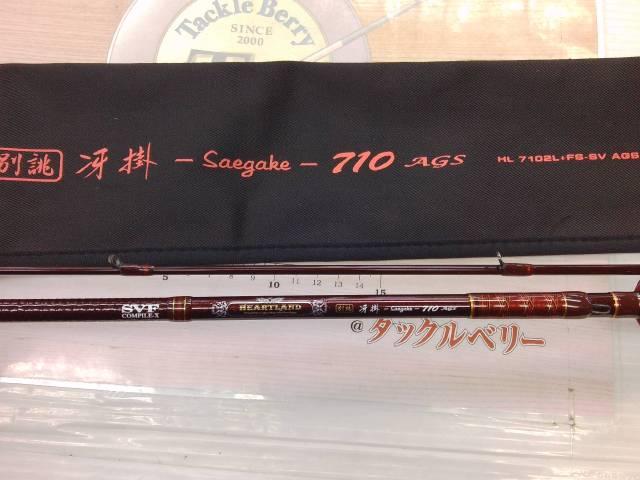 Tackle Berry
SINCE
2000
別誂 冴掛 - Saegake - 710 AGS HL 7102L+FS-SV AGS
5 10 11 12 13 14 15
SVF
COMPILE-X
HEARTLAND
別誂 冴掛 - Saegake - 710 AGS
@タックルベリー